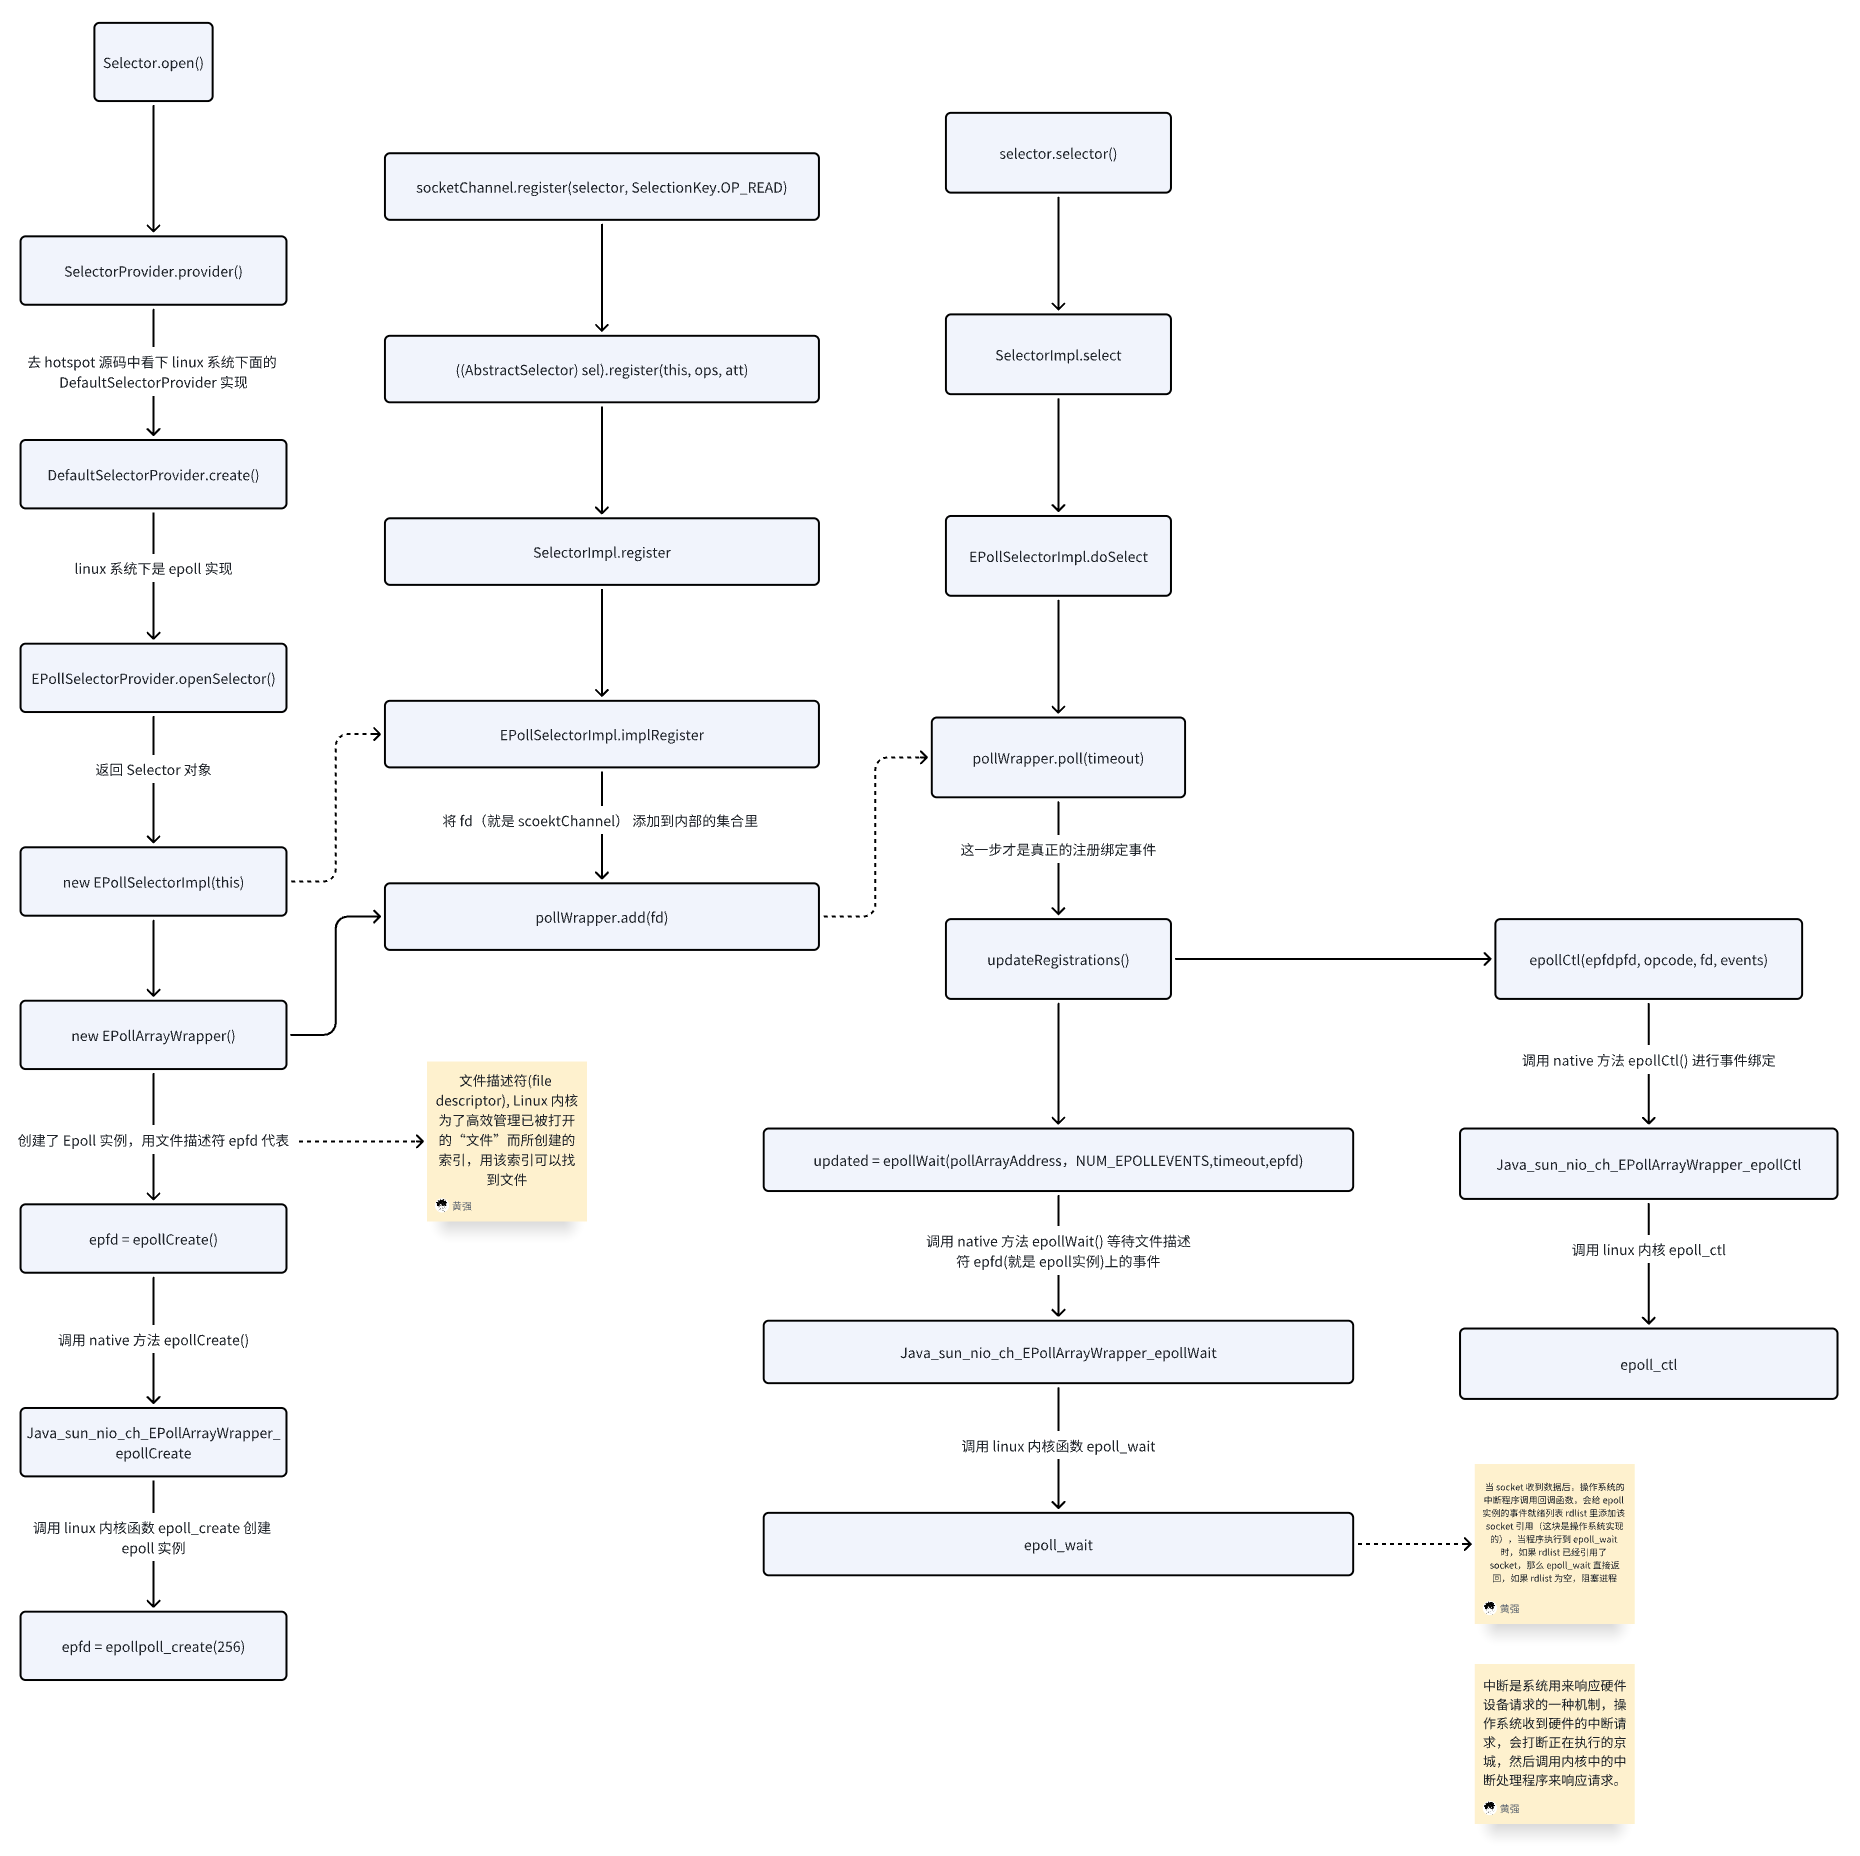 Selector.open()
SelectorProvider.provider()
去 hotspot 源码中看下 linux 系统下面的
DefaultSelectorProvider 实现
DefaultSelectorProvider.create()
linux 系统下是 epoll 实现
EPollSelectorProvider.openSelector()
返回 Selector 对象
new EPollSelectorImpl(this)
new EPollArrayWrapper()
创建了 Epoll 实例，用文件描述符 epfd 代表
epfd = epollCreate()
调用 native 方法 epollCreate()
Java_sun_nio_ch_EPollArrayWrapper_
epollCreate
调用 linux 内核函数 epoll_create 创建
epoll 实例
epfd = epollpoll_create(256)
socketChannel.register(selector, SelectionKey.OP_READ)
((AbstractSelector) sel).register(this, ops, att)
SelectorImpl.register
EPollSelectorImpl.implRegister
将 fd（就是 scoektChannel） 添加到内部的集合里
pollWrapper.add(fd)
文件描述符(file
descriptor), Linux 内核
为了高效管理已被打开
的“文件”而所创建的
索引，用该索引可以找
到文件
黄强
selector.selector()
SelectorImpl.select
EPollSelectorImpl.doSelect
pollWrapper.poll(timeout)
这一步才是真正的注册绑定事件
updateRegistrations()
updated = epollWait(pollArrayAddress，NUM_EPOLLEVENTS,timeout,epfd)
调用 native 方法 epollWait() 等待文件描述
符 epfd(就是 epoll实例)上的事件
Java_sun_nio_ch_EPollArrayWrapper_epollWait
调用 linux 内核函数 epoll_wait
epoll_wait
epollCtl(epfdpfd, opcode, fd, events)
调用 native 方法 epollCtl() 进行事件绑定
Java_sun_nio_ch_EPollArrayWrapper_epollCtl
调用 linux 内核 epoll_ctl
epoll_ctl
当 socket 收到数据后，操作系统的
中断程序调用回调函数，会给 epoll
实例的事件就绪列表 rdlist 里添加该
socket 引用（这块是操作系统实现
的），当程序执行到 epoll_wait
时，如果 rdlist 已经引用了
socket，那么 epoll_wait 直接返
回，如果 rdlist 为空，阻塞进程
黄强
中断是系统用来响应硬件
设备请求的一种机制，操
作系统收到硬件的中断请
求，会打断正在执行的京
城，然后调用内核中的中
断处理程序来响应请求。
黄强